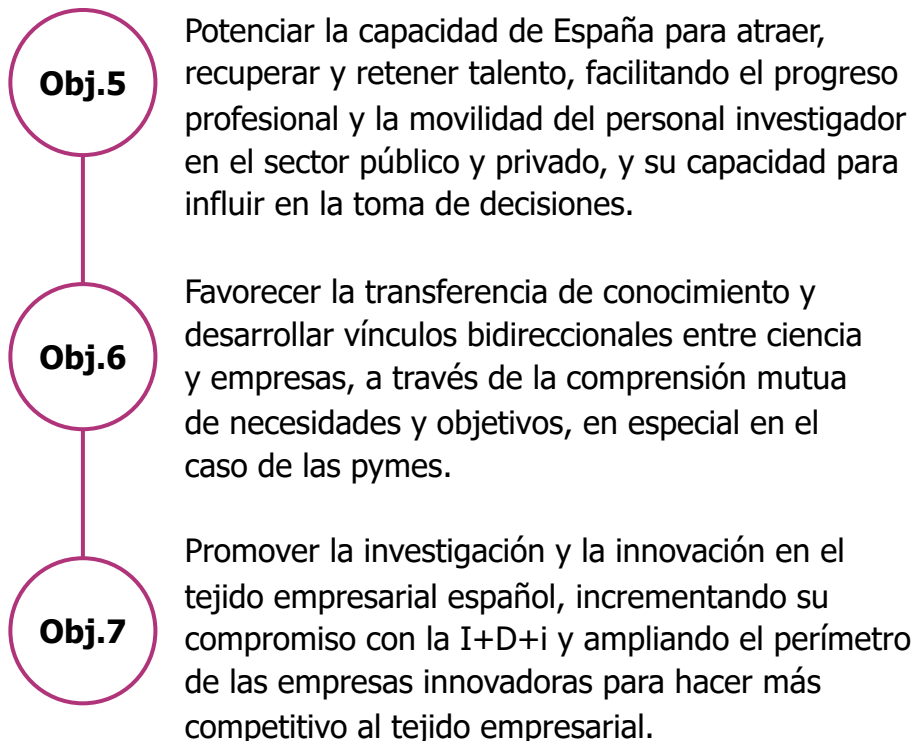 Obj.5
Potenciar la capacidad de España para atraer,
recuperar y retener talento, facilitando el progreso
profesional y la movilidad del personal investigador
en el sector público y privado, y su capacidad para
influir en la toma de decisiones.
Obj.6
Favorecer la transferencia de conocimiento y
desarrollar vínculos bidireccionales entre ciencia
y empresas, a través de la comprensión mutua
de necesidades y objetivos, en especial en el
caso de las pymes.
Obj.7
Promover la investigación y la innovación en el
tejido empresarial español, incrementando su
compromiso con la I+D+i y ampliando el perímetro
de las empresas innovadoras para hacer más
competitivo al tejido empresarial.